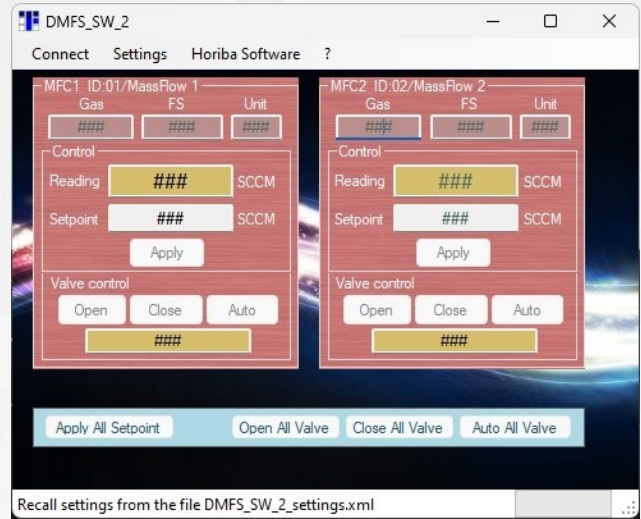 DMFS_SW_2
Connect Settings Horiba Software ?
MFC1 ID:01/MassFlow 1
Gas FS Unit
### ### ###
Control
Reading ### SCCM
Setpoint ### SCCM
Apply
Valve control
Open Close Auto
###
MFC2 ID:02/MassFlow 2
Gas FS Unit
### ### ###
Control
Reading ### SCCM
Setpoint ### SCCM
Apply
Valve control
Open Close Auto
###
Apply All Setpoint Open All Valve Close All Valve Auto All Valve
Recall settings from the file DMFS_SW_2_settings.xml